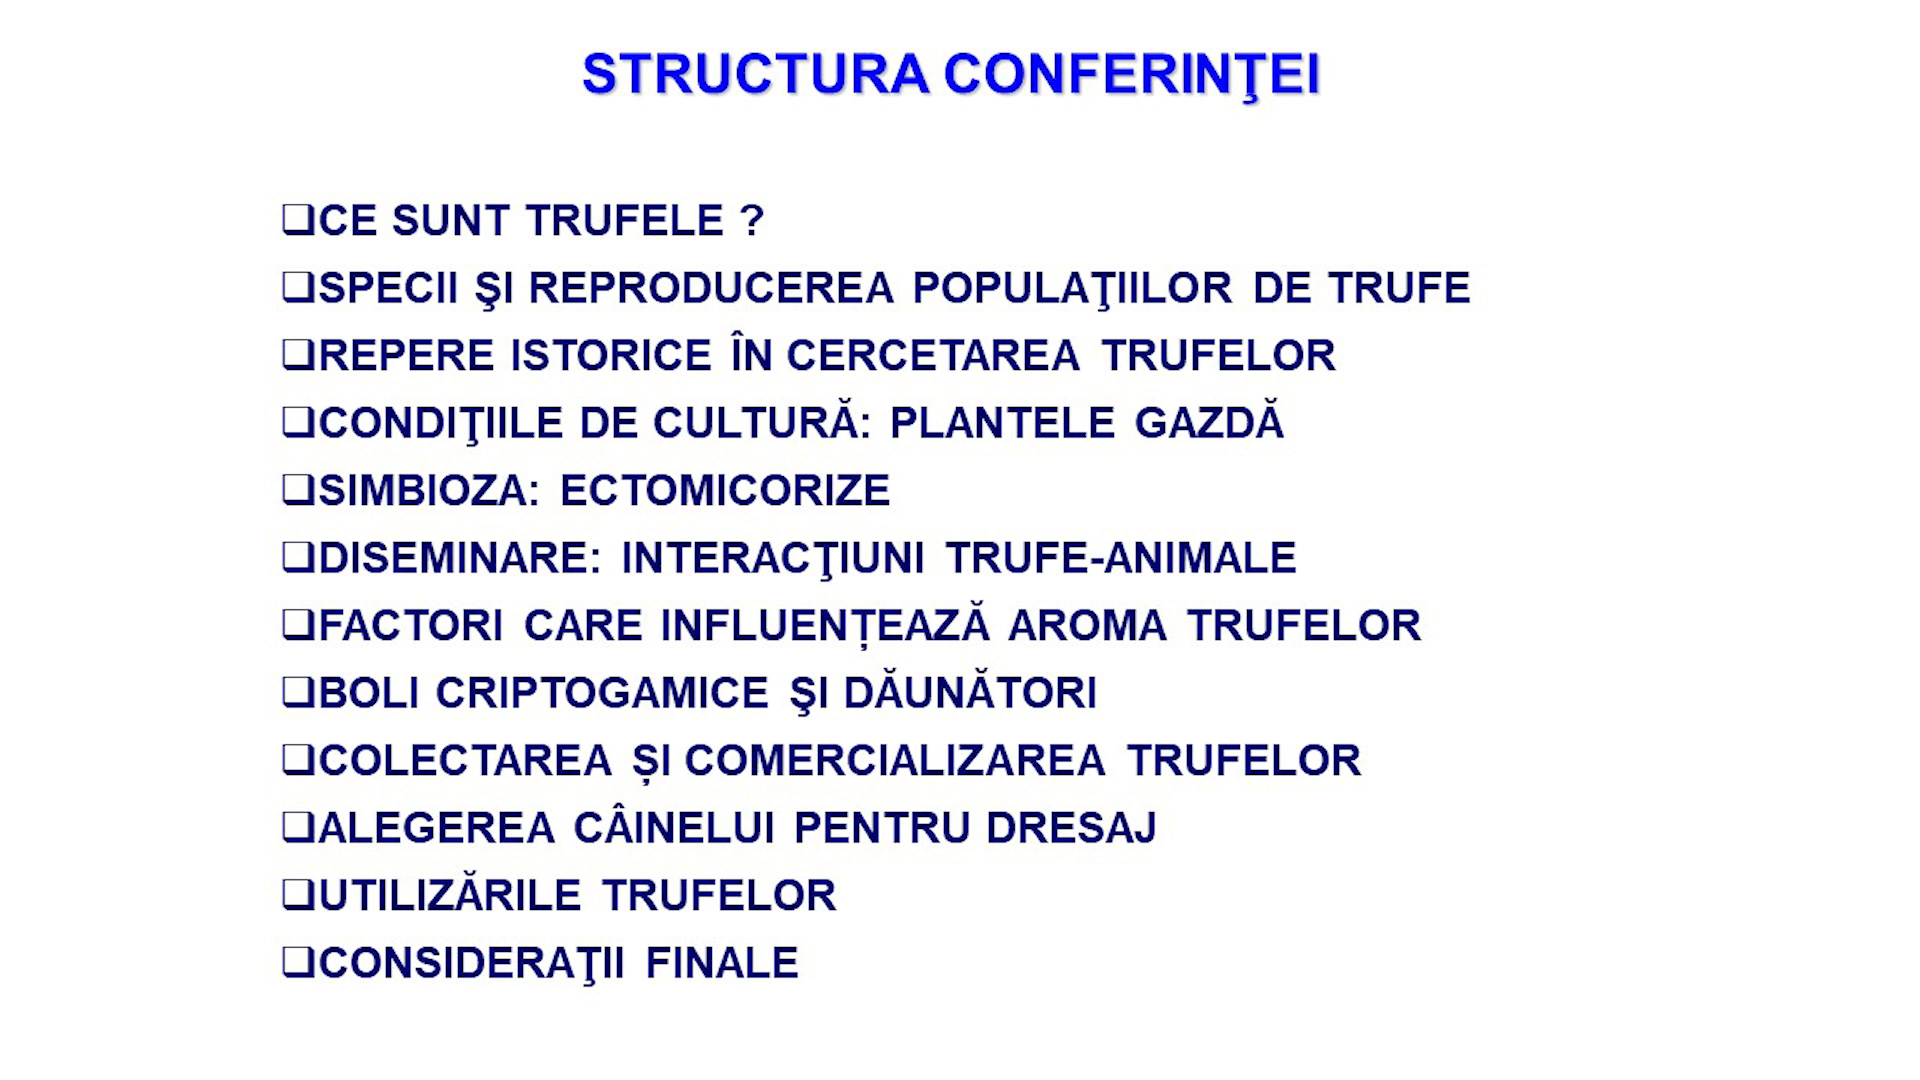 STRUCTURA CONFERINŢEI
❑CE SUNT TRUFELE ?
❑SPECII ŞI REPRODUCEREA POPULAŢIILOR DE TRUFE
❑REPERE ISTORICE ÎN CERCETAREA TRUFELOR
❑CONDIŢIILE DE CULTURĂ: PLANTELE GAZDĂ
❑SIMBIOZA: ECTOMICORIZE
❑DISEMINARE: INTERACŢIUNI TRUFE-ANIMALE
❑FACTORI CARE INFLUENȚEAZĂ AROMA TRUFELOR
❑BOLI CRIPTOGAMICE ŞI DĂUNĂTORI
❑COLECTAREA ȘI COMERCIALIZAREA TRUFELOR
❑ALEGEREA CÂINELUI PENTRU DRESAJ
❑UTILIZĂRILE TRUFELOR
❑CONSIDERAŢII FINALE